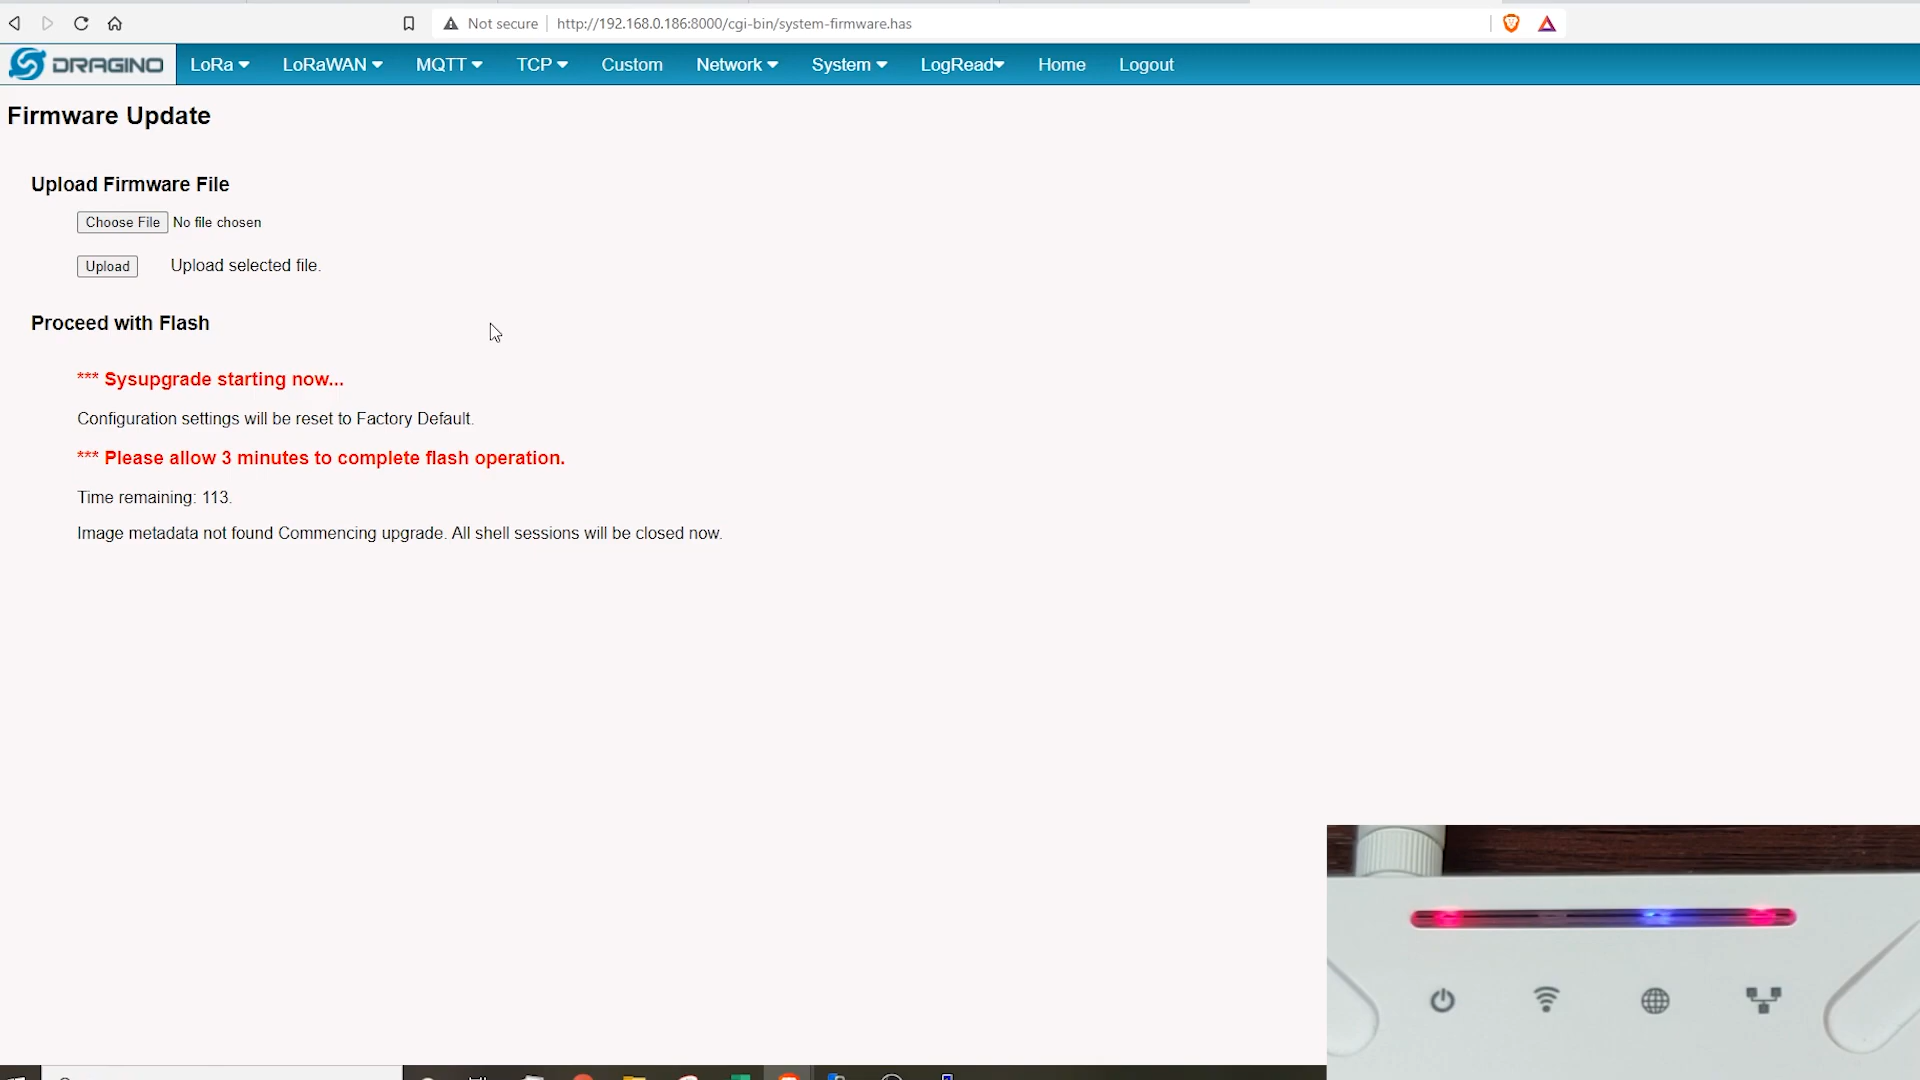 Not secure
http://192.168.0.186:8000/cgi-bin/system-firmware.has
DRAGINO
LoRa
LoRaWAN
MQTT
TCP
Custom
Network
System
LogRead
Home
Logout
Firmware Update
Upload Firmware File
Choose File No file chosen
Upload
Upload selected file.
Proceed with Flash
*** Sysupgrade starting now...
Configuration settings will be reset to Factory Default.
*** Please allow 3 minutes to complete flash operation.
Time remaining: 113.
Image metadata not found Commencing upgrade. All shell sessions will be closed now.